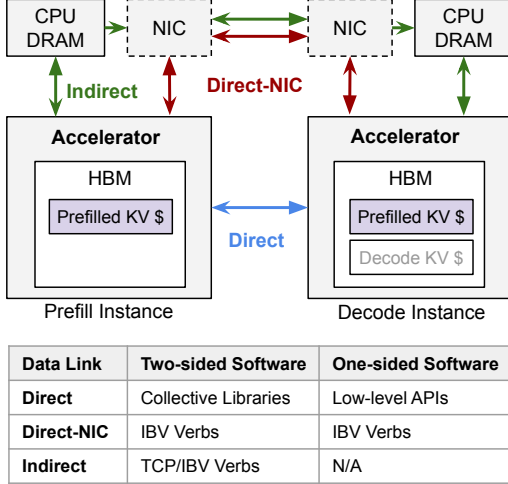 CPU
DRAM
NIC
NIC
CPU
DRAM
Indirect
Direct-NIC
Accelerator
HBM
Prefilled KV $
Direct
Accelerator
HBM
Prefilled KV $
Decode KV $
Prefill Instance
Decode Instance
Data Link Two-sided Software One-sided Software
Direct Collective Libraries Low-level APIs
Direct-NIC IBV Verbs IBV Verbs
Indirect TCP/IBV Verbs N/A